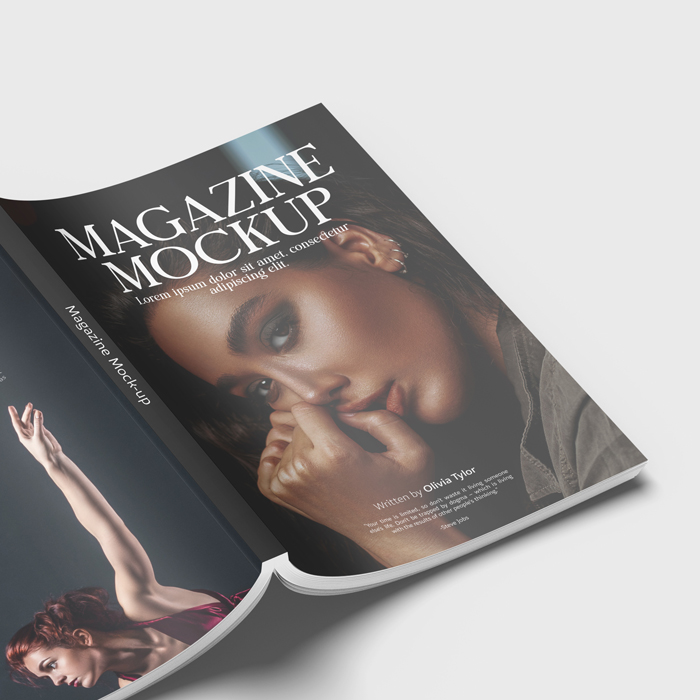 MAGAZINE
MOCKUP
Lorem ipsum dolor sit amet, consectetur
adipiscing elit.
Magazine Mock-up
Written by Olivia Tylor
"Your time is limited, so don't waste it living someone
else's life. Don't be trapped by dogma – which is living
with the results of other people's thinking."
-Steve Jobs